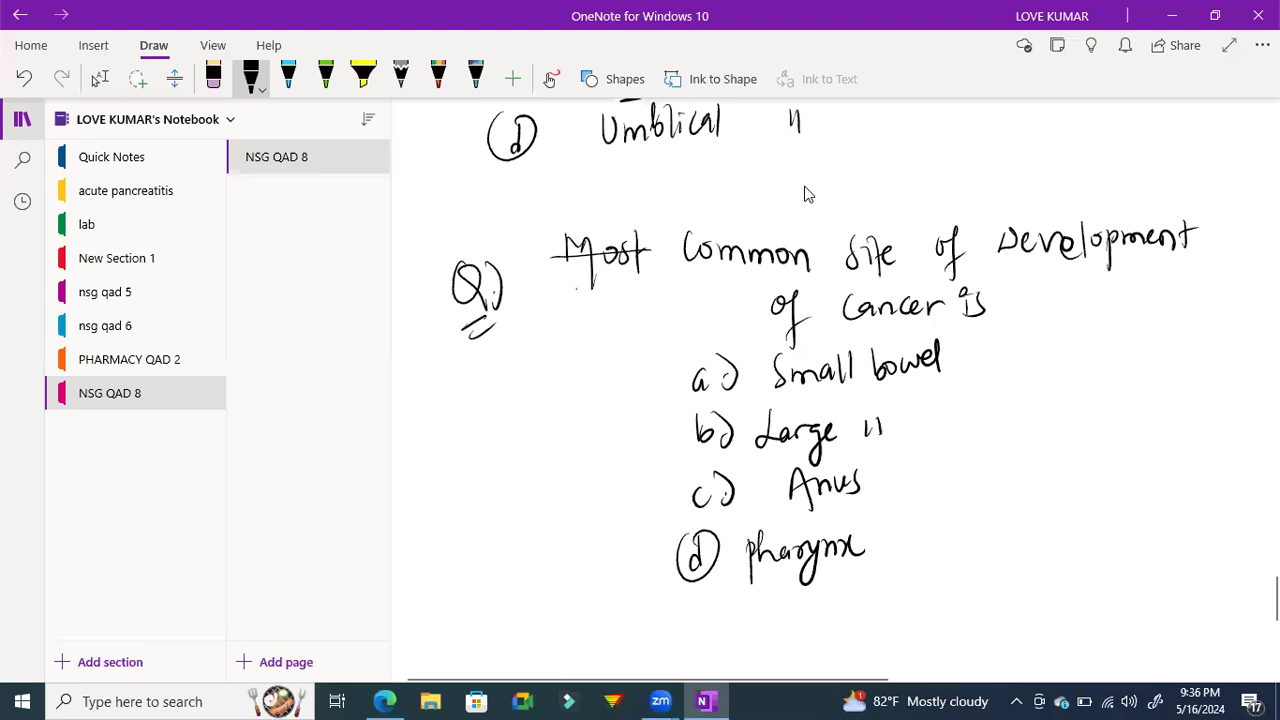 OneNote for Windows 10
LOVE KUMAR
Home Insert Draw View Help
Share
Shapes Ink to Shape Ink to Text
LOVE KUMAR's Notebook
Quick Notes
acute pancreatitis
lab
New Section 1
nsg qad 5
nsg qad 6
PHARMACY QAD 2
NSG QAD 8
NSG QAD 8
(d) Umblical "
Q.) Most Common Site of Development
of Cancer is
a) Small bowel
b) Large "
c) Anus
(d) pharynx
+ Add section
+ Add page
Type here to search
82°F Mostly cloudy
9:36 PM
5/16/2024
17